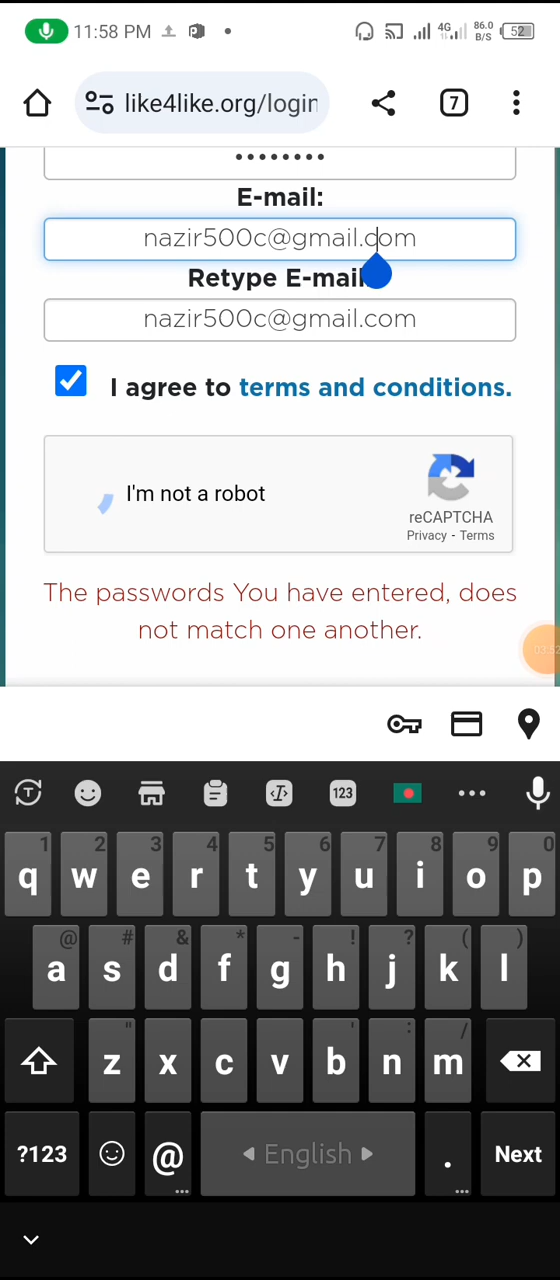 11:58 PM 4G 86.0 B/S 52
like4like.org/login 7
••••••••
E-mail:
nazir500c@gmail.com
Retype E-mail:
nazir500c@gmail.com
I agree to terms and conditions.
I'm not a robot
reCAPTCHA
Privacy - Terms
The passwords You have entered, does
not match one another.
03:52
T 123
1 2 3 4 5 6 7 8 9 0
q w e r t y u i o p
@ # & * - ! ? ( )
a s d f g h j k l
" ' : /
z x c v b n m
?123 @ English . Next